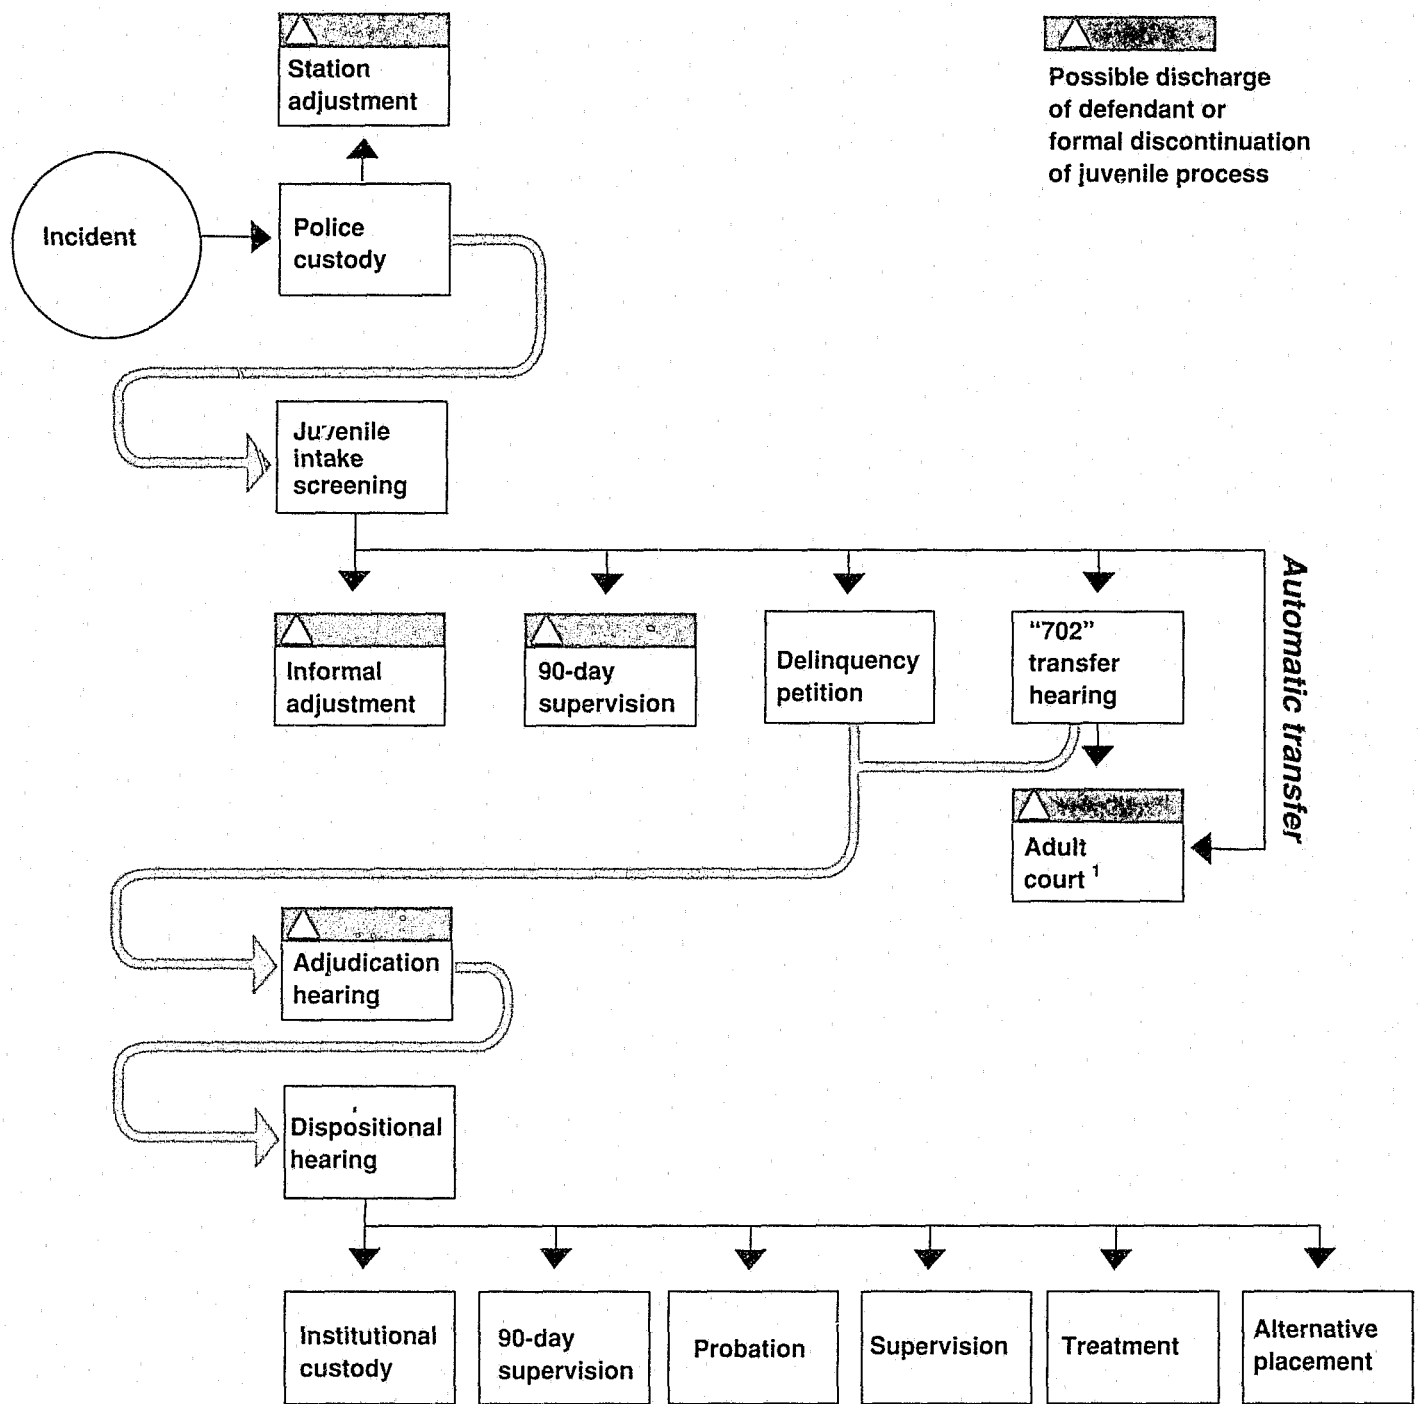 Station
adjustment
Possible discharge
of defendant or
formal discontinuation
of juvenile process
Incident
Police
custody
Juvenile
intake
screening
Automatic transfer
Informal
adjustment
90-day
supervision
Delinquency
petition
“702”
transfer
hearing
Adult
court 1
Adjudication
hearing
Dispositional
hearing
Institutional
custody
90-day
supervision
Probation
Supervision
Treatment
Alternative
placement